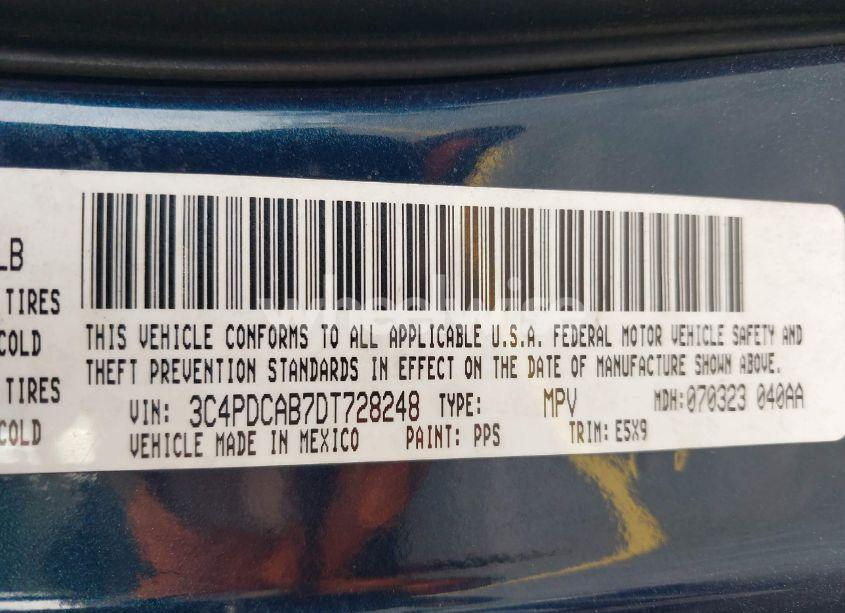 LB
TIRES
COLD
TIRES
COLD
THIS VEHICLE CONFORMS TO ALL APPLICABLE U.S.A. FEDERAL MOTOR VEHICLE SAFETY AND
THEFT PREVENTION STANDARDS IN EFFECT ON THE DATE OF MANUFACTURE SHOWN ABOVE.
VIN: 3C4PDCAB7DT728248 TYPE: MPV MDH:070323 040AA
VEHICLE MADE IN MEXICO PAINT: PPS TRIM: E5X9